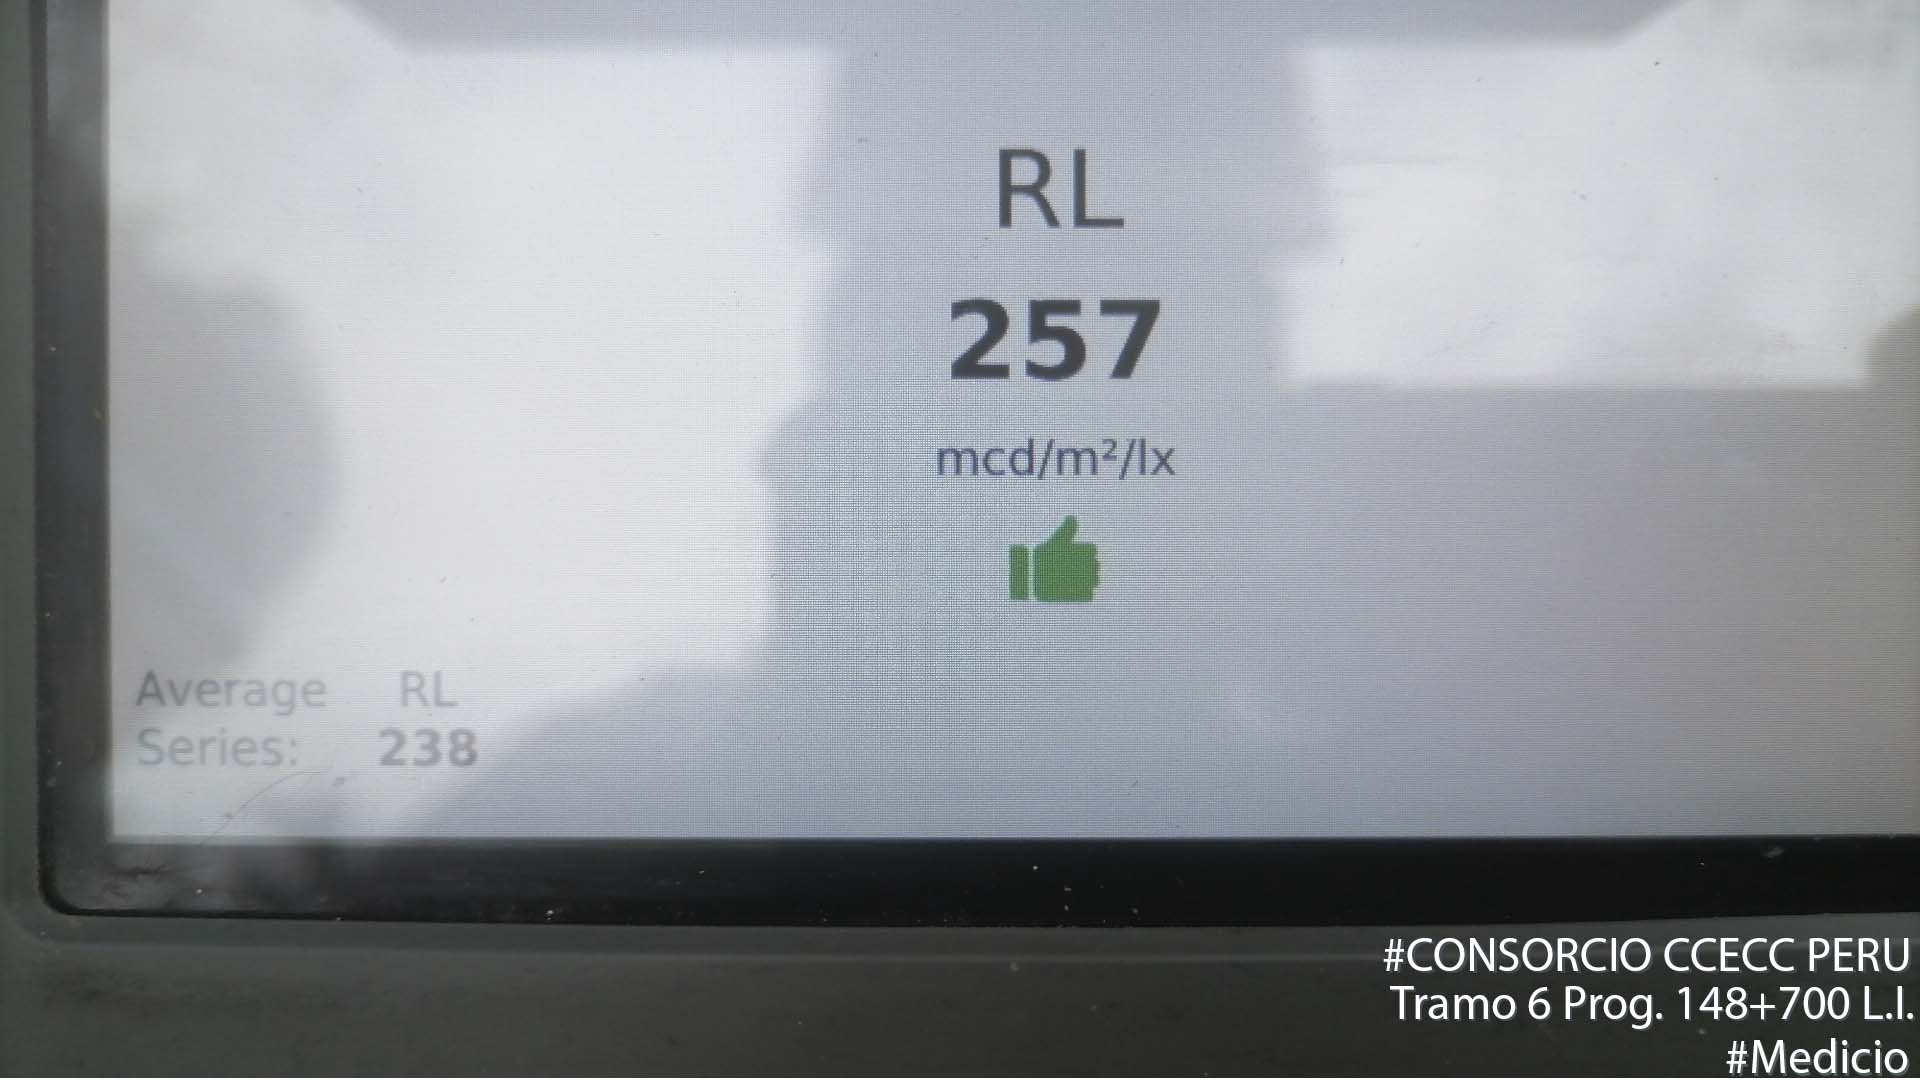 RL
257
mcd/m²/lx
Average RL
Series: 238
#CONSORCIO CCECC PERU
Tramo 6 Prog. 148+700 L.I.
#Medicio